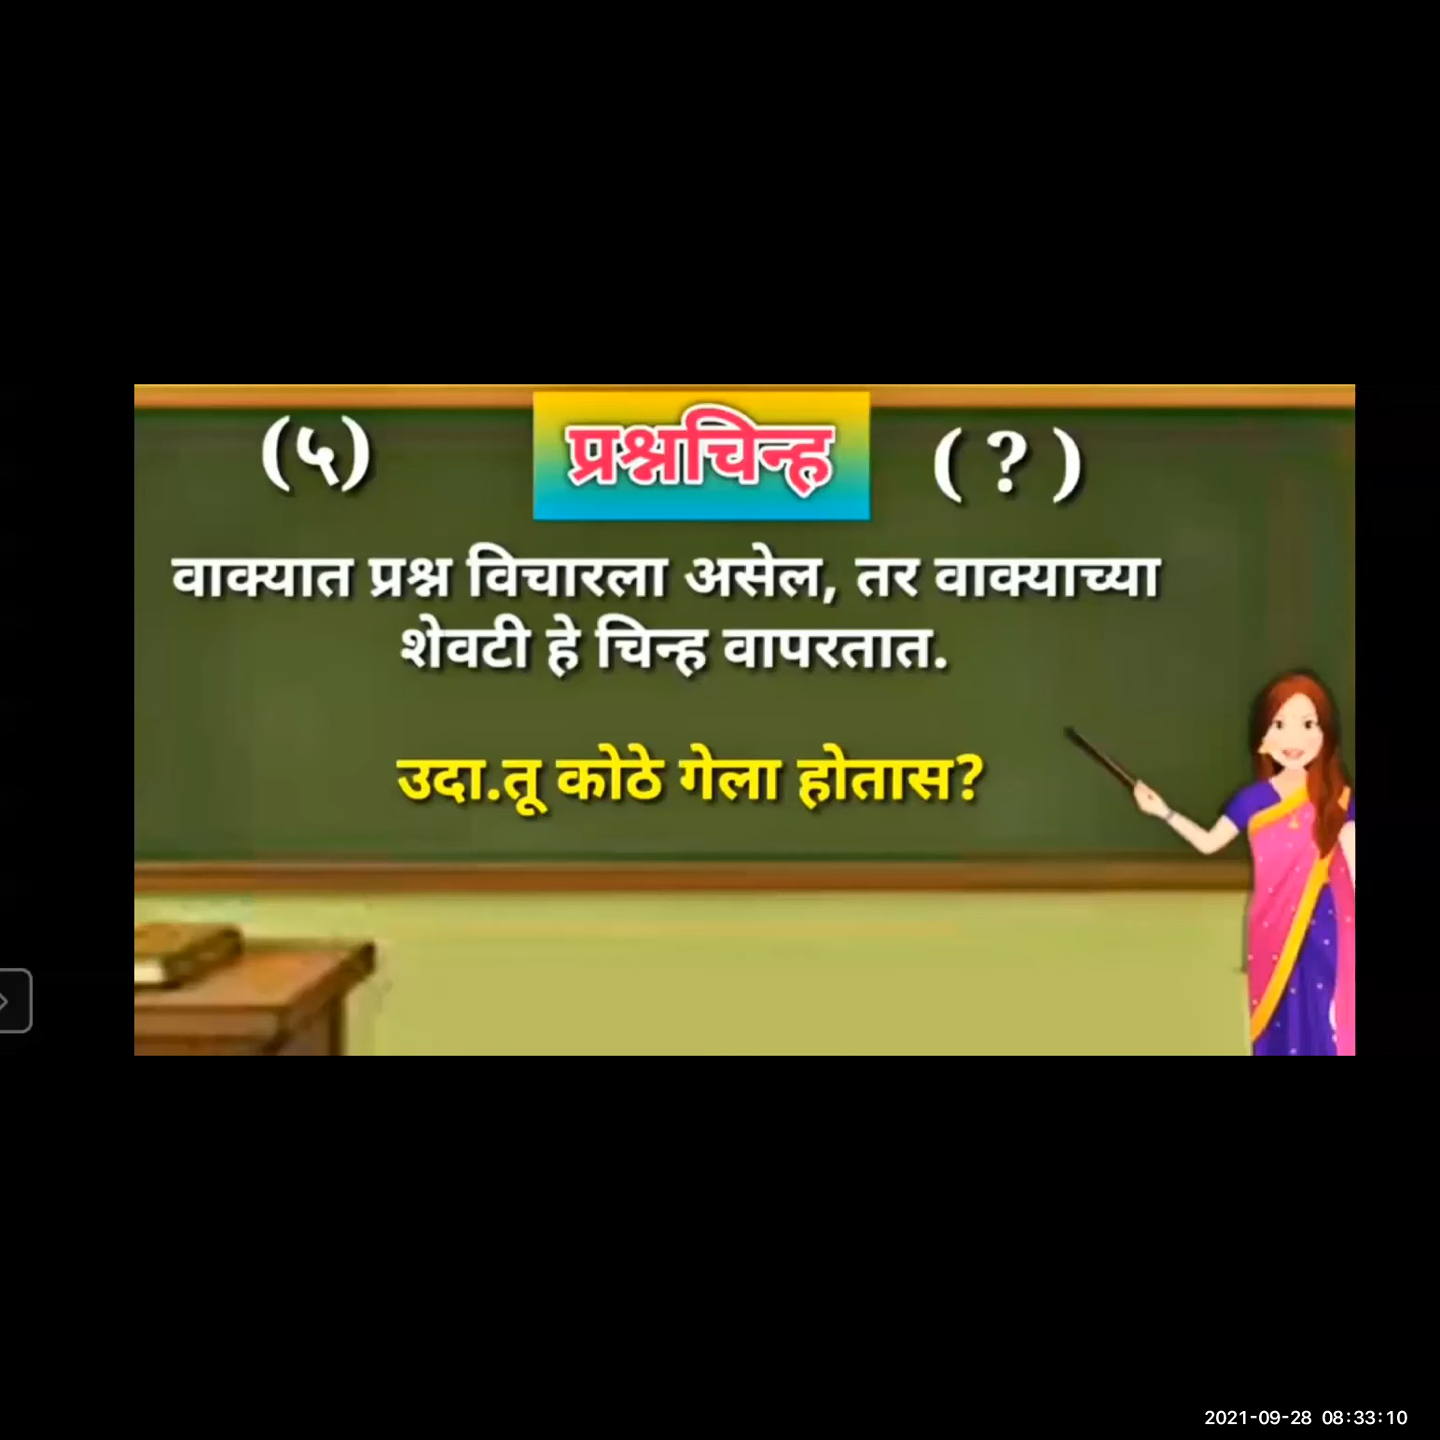 (५) प्रश्नचिन्ह ( ? )
वाक्यात प्रश्न विचारला असेल, तर वाक्याच्या
शेवटी हे चिन्ह वापरतात.
उदा.तू कोठे गेला होतास?
2021-09-28 08:33:10